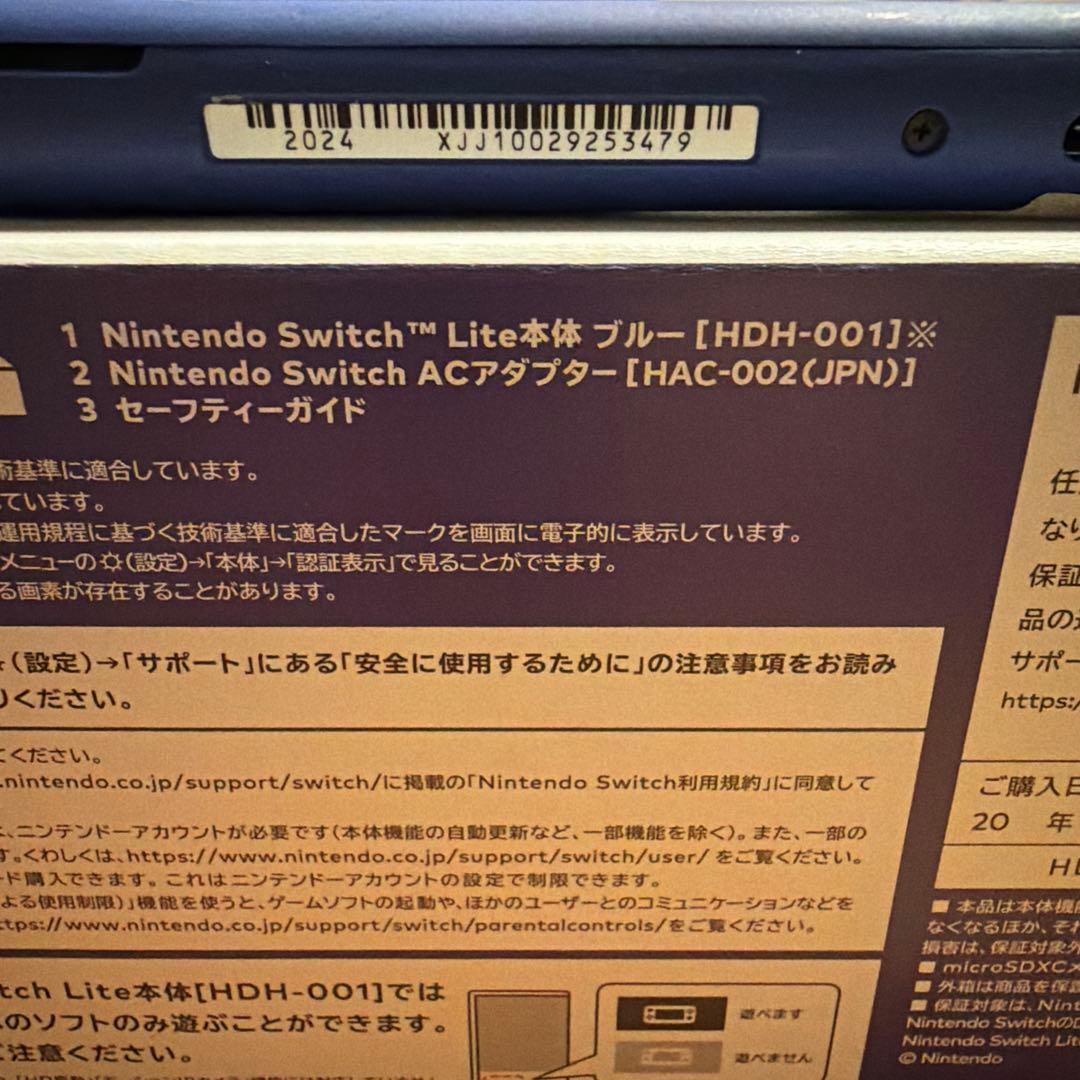 2024 XJJ10029253479
1 Nintendo Switch™ Lite本体 ブルー[HDH-001]※
2 Nintendo Switch ACアダプター[HAC-002(JPN)]
3 セーフティーガイド
術基準に適合しています。
ています。
運用規程に基づく技術基準に適合したマークを画面に電子的に表示しています。
メニューの(設定)→「本体」→「認証表示」で見ることができます。
る画素が存在することがあります。
(設定)→「サポート」にある「安全に使用するために」の注意事項をお読み
りください。
てください。
.nintendo.co.jp/support/switch/に掲載の「Nintendo Switch利用規約」に同意して
、ニンテンドーアカウントが必要です(本体機能の自動更新など、一部機能を除く)。また、一部の
す。くわしくは、https://www.nintendo.co.jp/support/switch/user/をご覧ください。
ード購入できます。これはニンテンドーアカウントの設定で制限できます。
よる使用制限)」機能を使うと、ゲームソフトの起動や、ほかのユーザーとのコミュニケーションなどを
ttps://www.nintendo.co.jp/support/switch/parentalcontrols/をご覧ください。
tch Lite本体[HDH-001]では
のソフトのみ遊ぶことができます。
ご注意ください。
遊べます
遊べません
任
なり
保証
品の
サポー
https:/
ご購入日
20 年
■ 本品は本体機
なくなるほか、それ
損害は、保証対象外
■ microSDXCメ
■ 外箱は商品を保
■ 保証対象は、Nint
Nintendo Switchの
Nintendo Switch Lit
© Nintendo